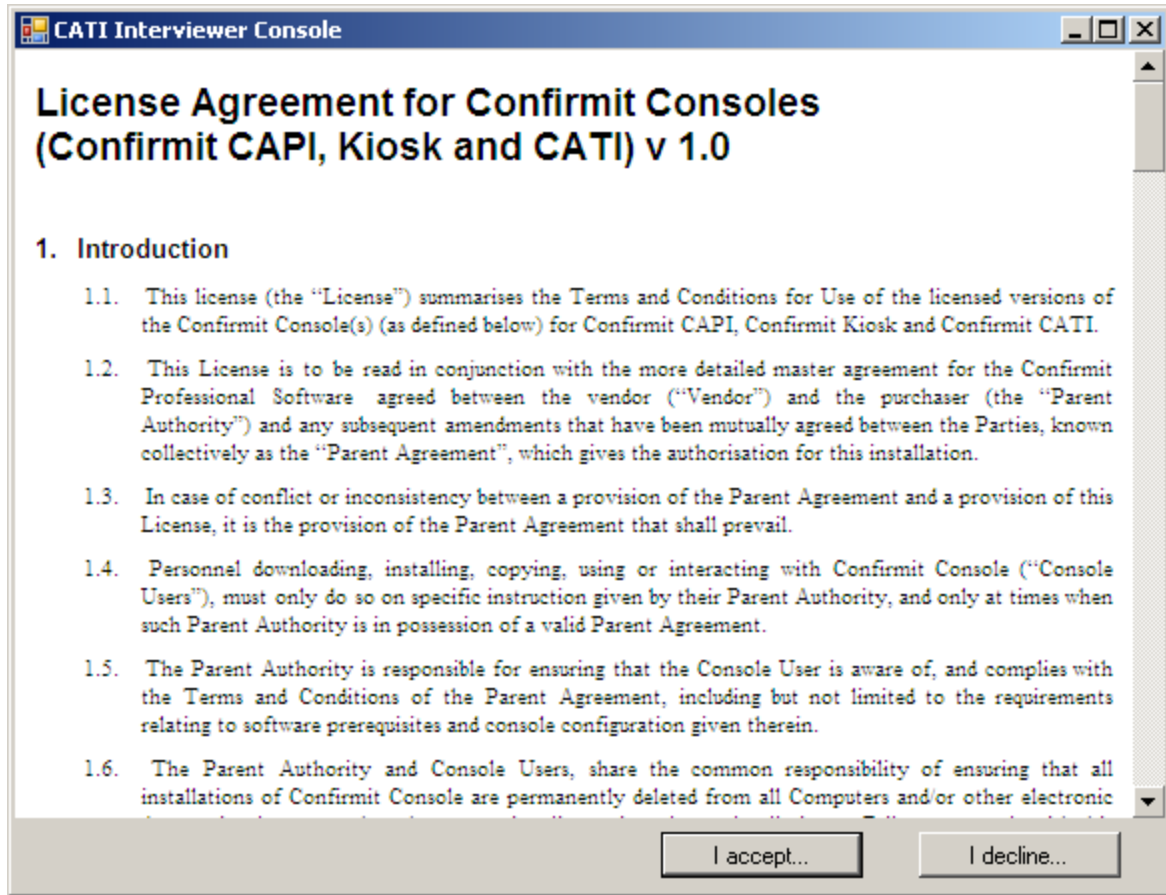 CATI Interviewer Console
License Agreement for Confirmit Consoles
(Confirmit CAPI, Kiosk and CATI) v 1.0
1. Introduction
1.1. This license (the “License”) summarises the Terms and Conditions for Use of the licensed versions of
the Confirmit Console(s) (as defined below) for Confirmit CAPI, Confirmit Kiosk and Confirmit CATI.
1.2. This License is to be read in conjunction with the more detailed master agreement for the Confirmit
Professional Software agreed between the vendor (“Vendor”) and the purchaser (the “Parent
Authority”) and any subsequent amendments that have been mutually agreed between the Parties, known
collectively as the “Parent Agreement”, which gives the authorisation for this installation.
1.3. In case of conflict or inconsistency between a provision of the Parent Agreement and a provision of this
License, it is the provision of the Parent Agreement that shall prevail.
1.4. Personnel downloading, installing, copying, using or interacting with Confirmit Console (“Console
Users”), must only do so on specific instruction given by their Parent Authority, and only at times when
such Parent Authority is in possession of a valid Parent Agreement.
1.5. The Parent Authority is responsible for ensuring that the Console User is aware of, and complies with
the Terms and Conditions of the Parent Agreement, including but not limited to the requirements
relating to software prerequisites and console configuration given therein.
1.6. The Parent Authority and Console Users, share the common responsibility of ensuring that all
installations of Confirmit Console are permanently deleted from all Computers and/or other electronic
I accept...
I decline...